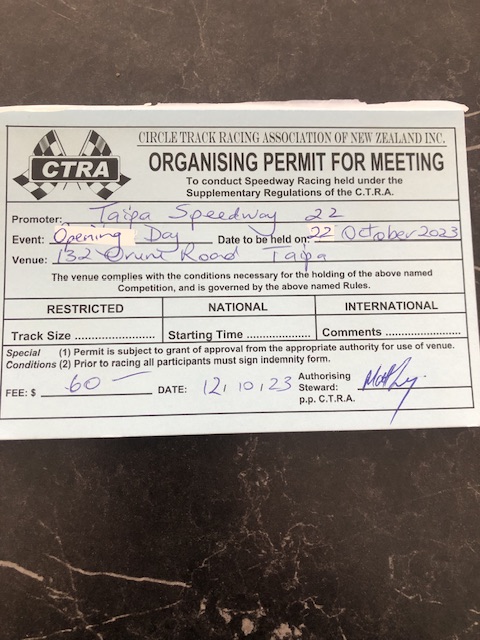 CTRA
CIRCLE TRACK RACING ASSOCIATION OF NEW ZEALAND INC.
ORGANISING PERMIT FOR MEETING
To conduct Speedway Racing held under the
Supplementary Regulations of the C.T.R.A.
Promoter: Taipa Speedway 22
Event: Opening Day Date to be held on: 22 October 2023
Venue: 132 Oruru Road Taipa
The venue complies with the conditions necessary for the holding of the above named
Competition, and is governed by the above named Rules.
RESTRICTED NATIONAL INTERNATIONAL
Track Size ........................ Starting Time ................... Comments ........................
Special (1) Permit is subject to grant of approval from the appropriate authority for use of venue.
Conditions (2) Prior to racing all participants must sign indemnity form.
FEE: $ 60 — DATE: 12, 10, 23 Authorising
Steward:
p.p. C.T.R.A.